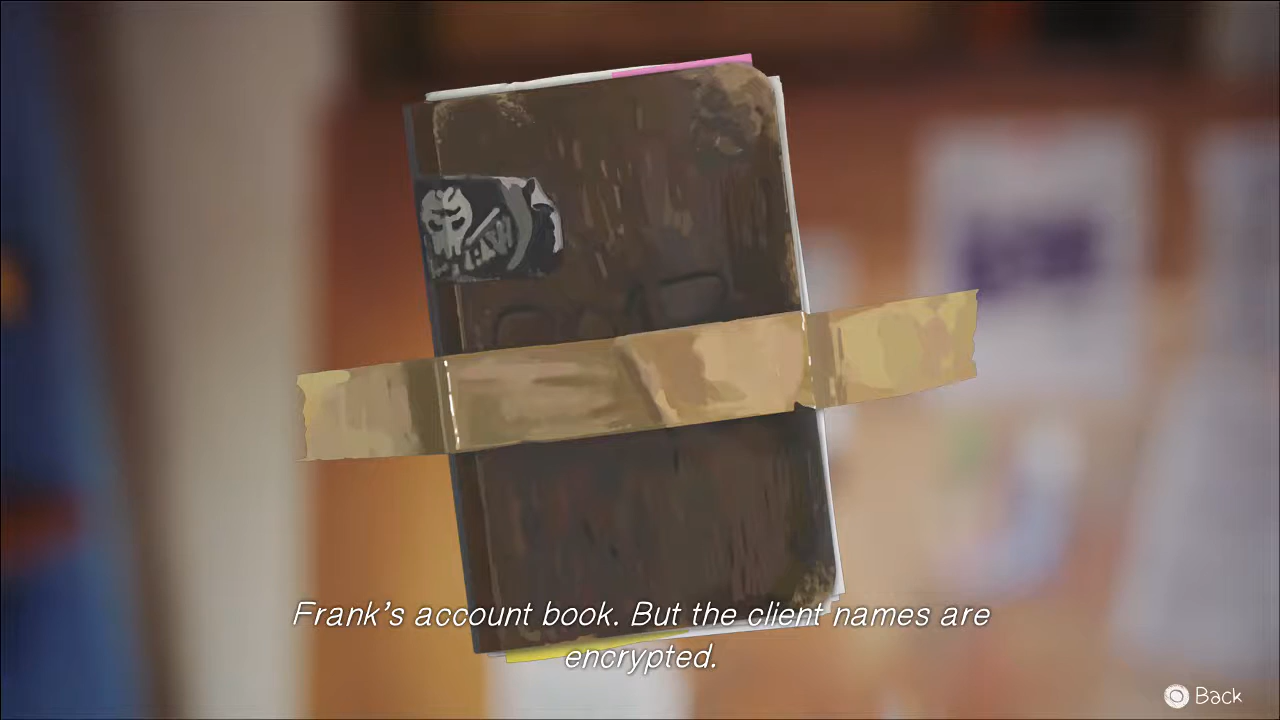 Frank's account book. But the client names are
encrypted.
Back